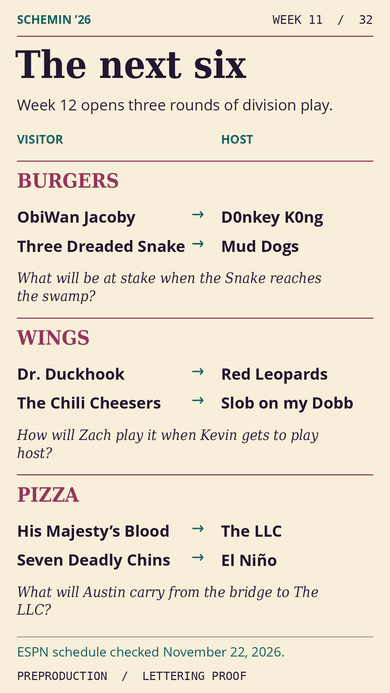 SCHEMIN ’26
WEEK 11 / 32
The next six
Week 12 opens three rounds of division play.
VISITOR HOST
BURGERS
ObiWan Jacoby → D0nkey K0ng
Three Dreaded Snake → Mud Dogs
What will be at stake when the Snake reaches
the swamp?
WINGS
Dr. Duckhook → Red Leopards
The Chili Cheesers → Slob on my Dobb
How will Zach play it when Kevin gets to play
host?
PIZZA
His Majesty’s Blood → The LLC
Seven Deadly Chins → El Niño
What will Austin carry from the bridge to The
LLC?
ESPN schedule checked November 22, 2026.
PREPRODUCTION / LETTERING PROOF